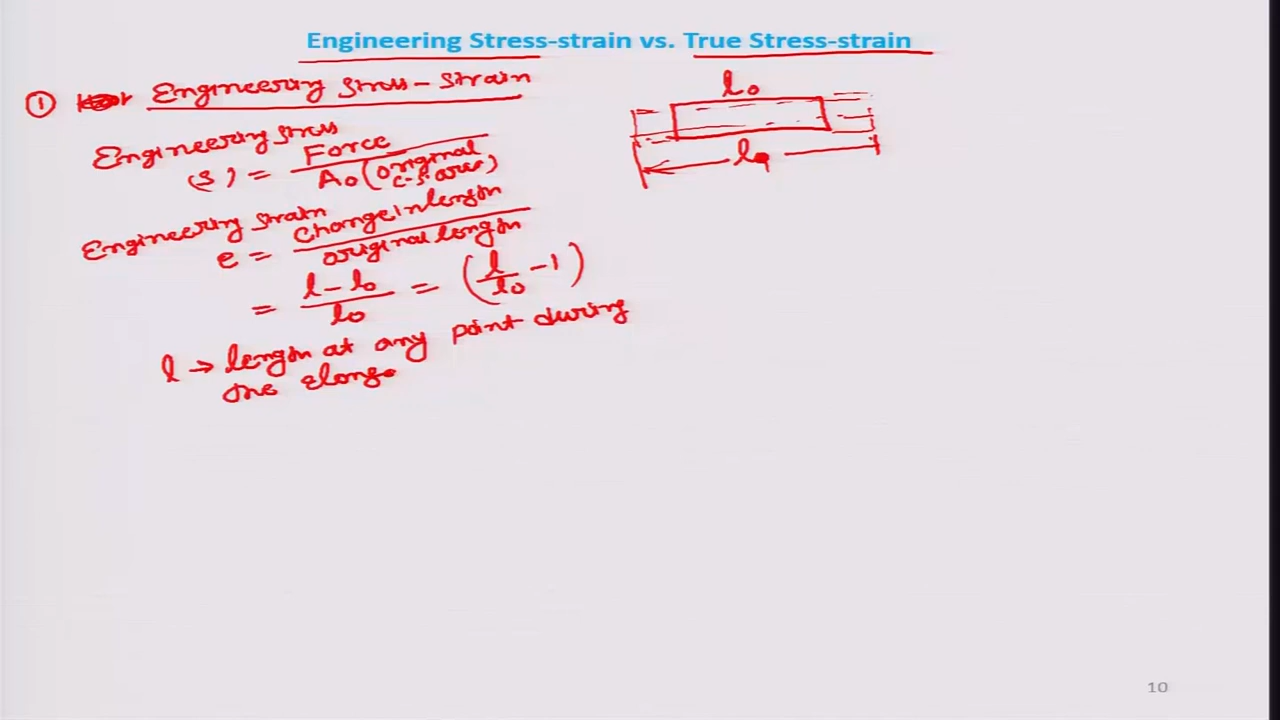 Engineering Stress-strain vs. True Stress-strain
① Engineering stress - strain
l₀
Engineering stress
(s) = Force / A₀ (original c-s area)
l
Engineering strain
e = Change in length / original length
= l - l₀ / l₀ = (l / l₀ - 1)
l → length at any point during
the elong
10